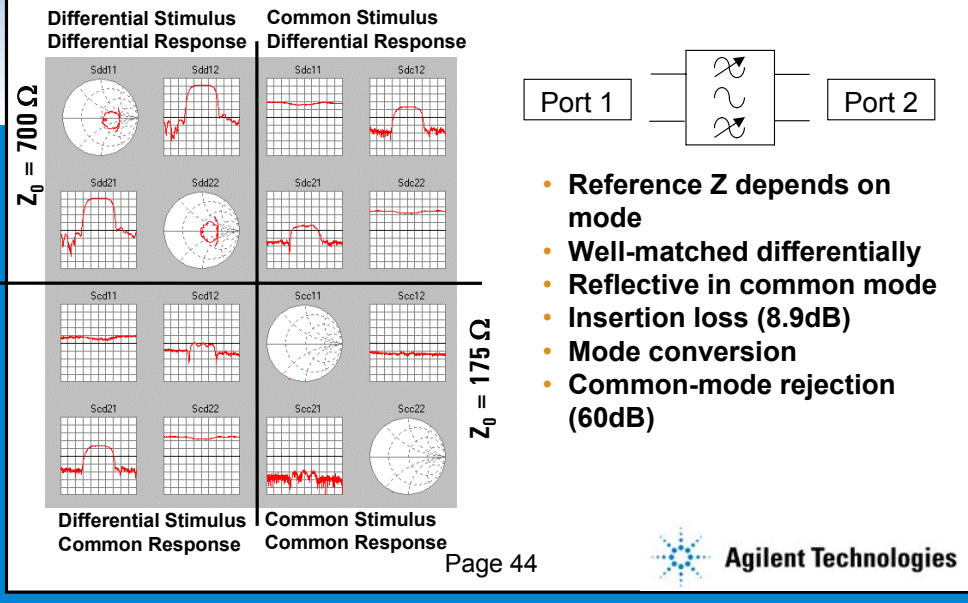 Differential Stimulus
Differential Response
Common Stimulus
Differential Response
Z₀ = 700 Ω
Sdd11
Sdd12
Sdc11
Sdc12
Sdd21
Sdd22
Sdc21
Sdc22
Scd11
Scd12
Scc11
Scc12
Scd21
Scd22
Scc21
Scc22
Z₀ = 175 Ω
Differential Stimulus
Common Response
Common Stimulus
Common Response
Port 1
Port 2
• Reference Z depends on
mode
• Well-matched differentially
• Reflective in common mode
• Insertion loss (8.9dB)
• Mode conversion
• Common-mode rejection
(60dB)
Page 44
Agilent Technologies